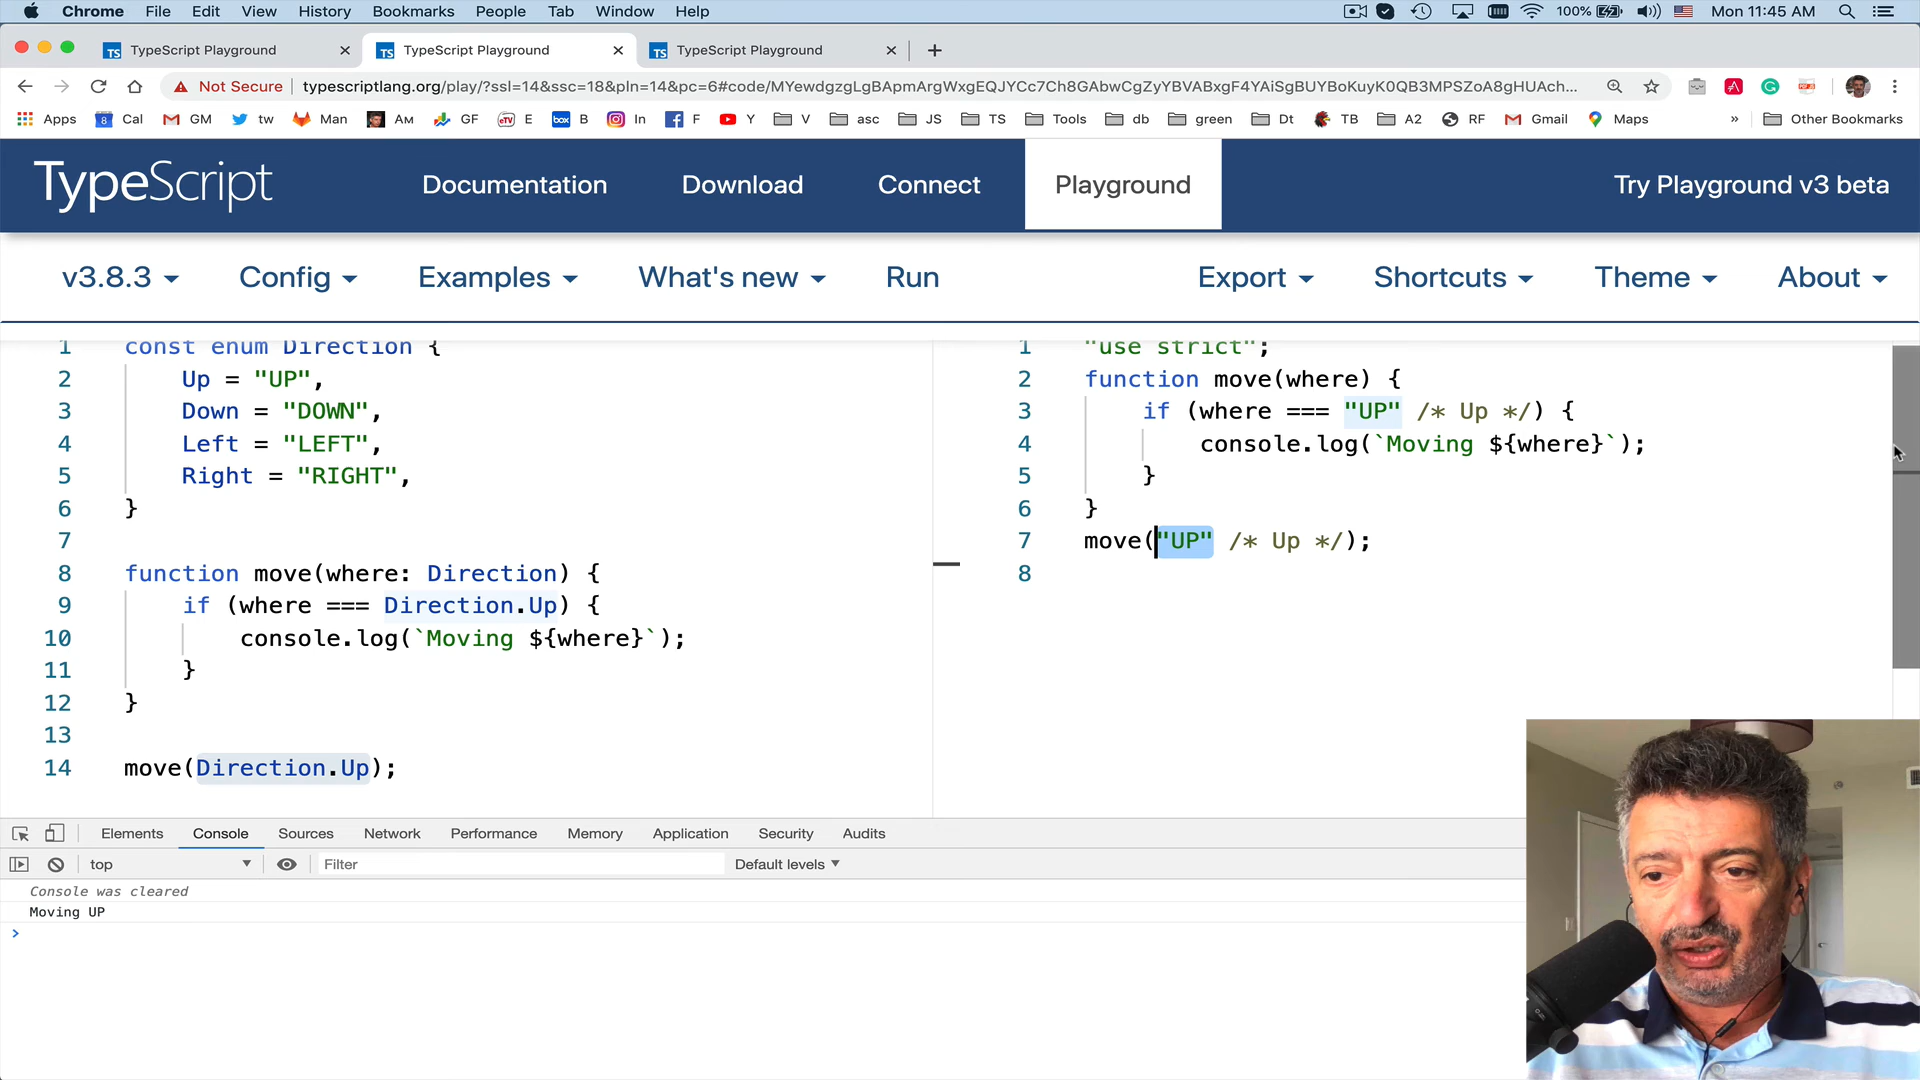 Chrome File Edit View History Bookmarks People Tab Window Help 100% Mon 11:45 AM
TS TypeScript Playground TS TypeScript Playground TS TypeScript Playground
Not Secure typescriptlang.org/play/?ssl=14&ssc=18&pln=14&pc=6#code/MYewdgzgLgBApmArgWxgEQJYCc7Ch8GAbwCgZyYBVABxgF4YAiSgBUYBoKuyK0QB3MPSZoA8gHUAch...
Apps 8 Cal GM tw Man Ам GF eTV E box B In F Y V asc JS TS Tools db green Dt TB A2 RF Gmail Maps » Other Bookmarks
TypeScript Documentation Download Connect Playground Try Playground v3 beta
v3.8.3 Config Examples What's new Run Export Shortcuts Theme About
1 const enum Direction {
2 Up = "UP",
3 Down = "DOWN",
4 Left = "LEFT",
5 Right = "RIGHT",
6 }
7
8 function move(where: Direction) {
9 if (where === Direction.Up) {
10 console.log(`Moving ${where}`);
11 }
12 }
13
14 move(Direction.Up);
1 "use strict";
2 function move(where) {
3 if (where === "UP" /* Up */) {
4 console.log(`Moving ${where}`);
5 }
6 }
7 move("UP" /* Up */);
8
Elements Console Sources Network Performance Memory Application Security Audits
top Filter Default levels
Console was cleared
Moving UP
>